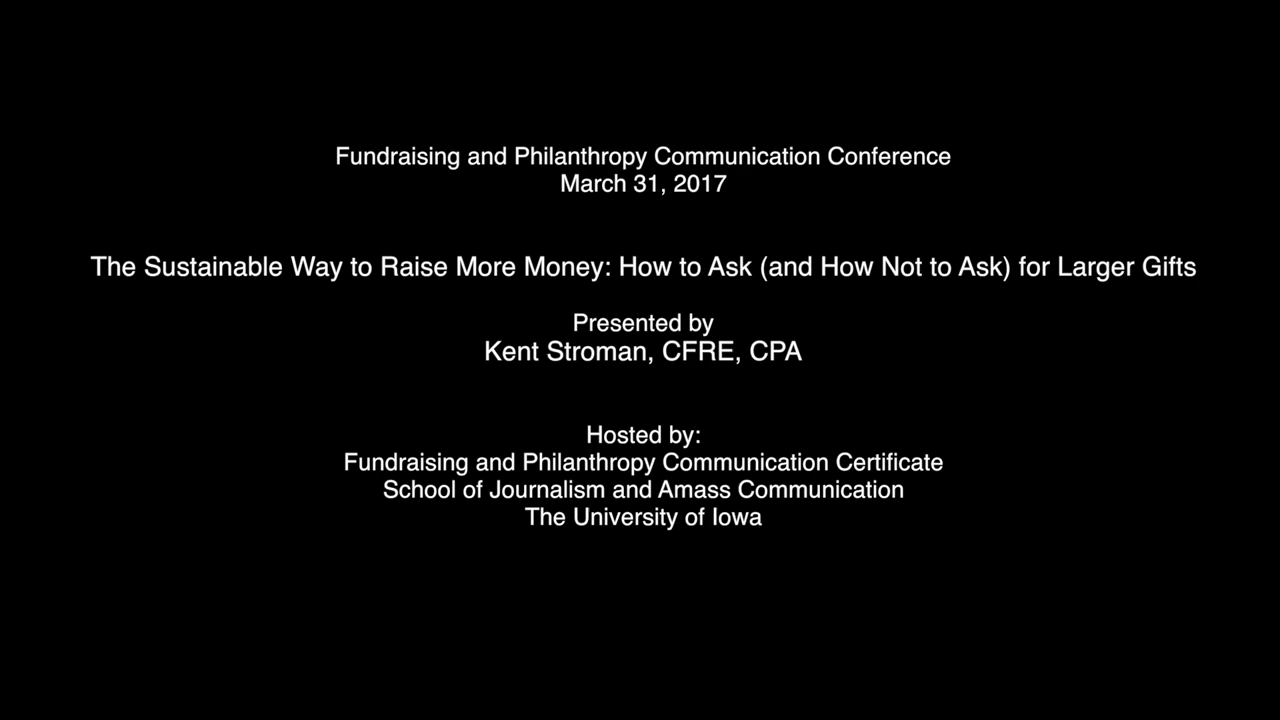 Fundraising and Philanthropy Communication Conference
March 31, 2017
The Sustainable Way to Raise More Money: How to Ask (and How Not to Ask) for Larger Gifts
Presented by
Kent Stroman, CFRE, CPA
Hosted by:
Fundraising and Philanthropy Communication Certificate
School of Journalism and Amass Communication
The University of Iowa